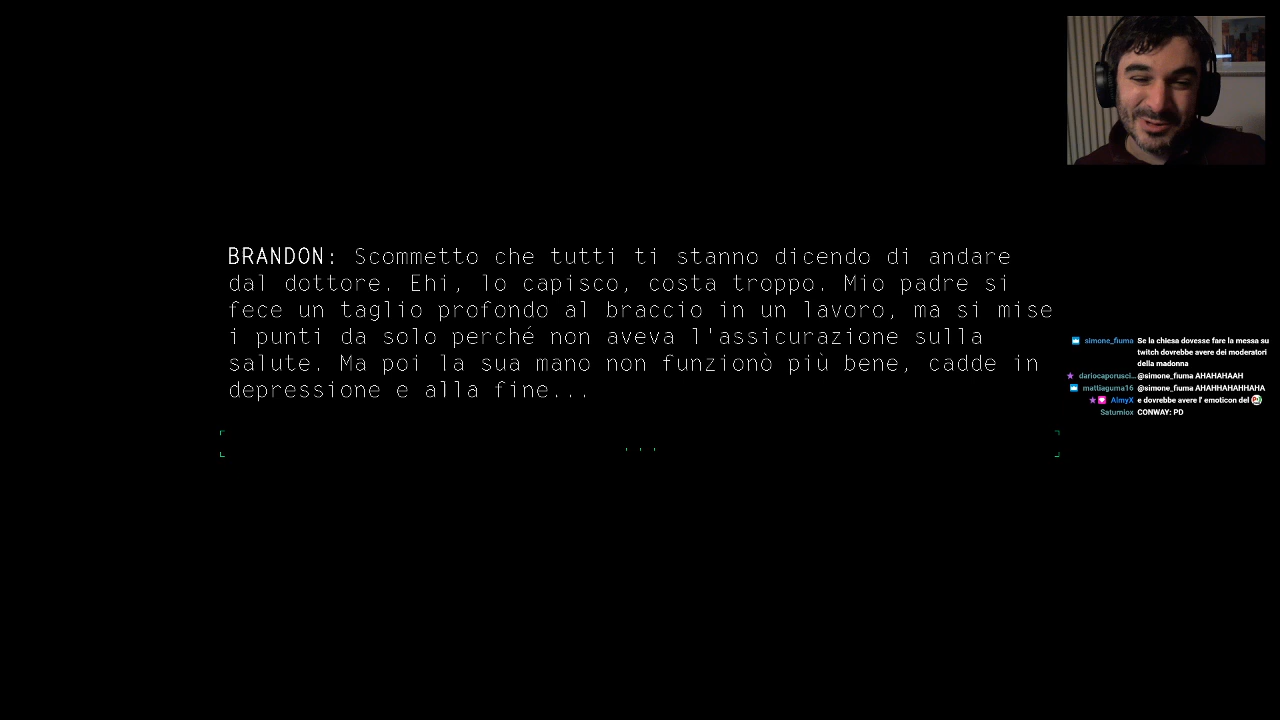 BRANDON: Scommetto che tutti ti stanno dicendo di andare
dal dottore. Ehi, lo capisco, costa troppo. Mio padre si
fece un taglio profondo al braccio in un lavoro, ma si mise
i punti da solo perché non aveva l'assicurazione sulla
salute. Ma poi la sua mano non funzionò più bene, cadde in
depressione e alla fine...
...
simone_fiuma Se la chiesa dovesse fare la messa su
twitch dovrebbe avere dei moderatori
della madonna
dariocaporusci... @simone_fiuma AHAHAHAAH
mattiaguma16 @simone_fiuma AHAHHAHAHHAHA
AlmyX e dovrebbe avere l' emoticon del
Saturniox CONWAY: PD